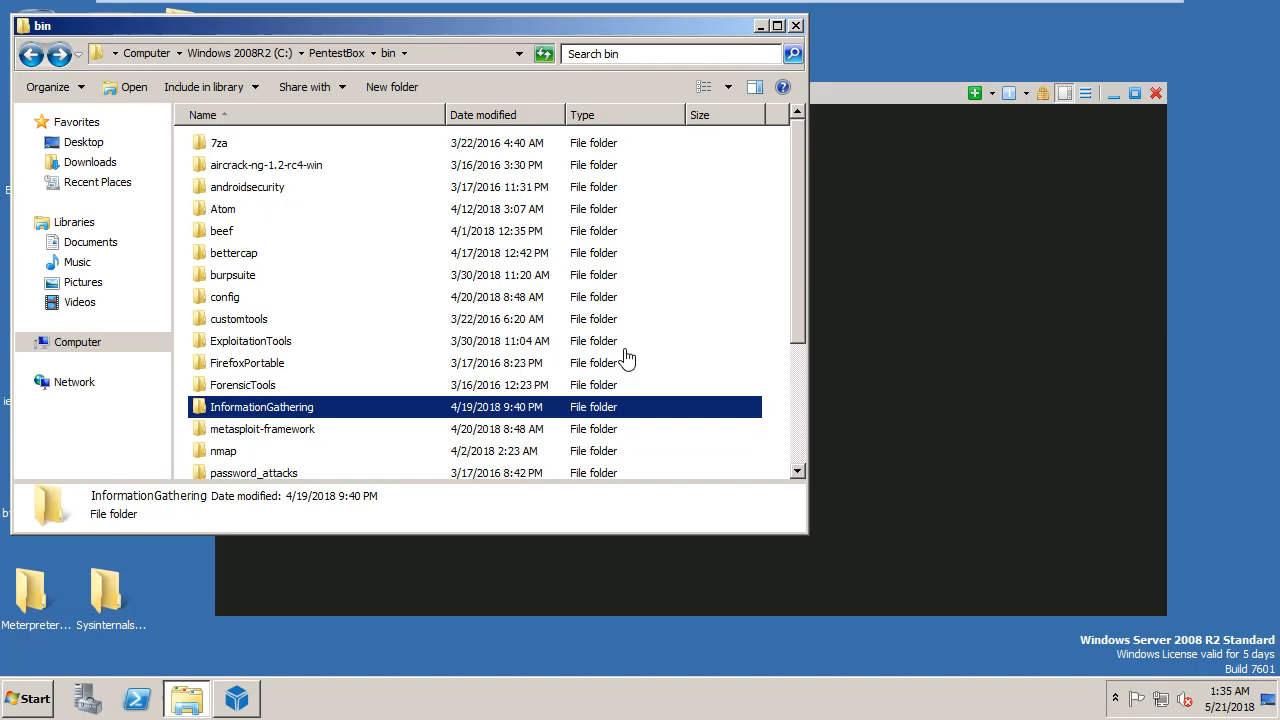 bin
Computer Windows 2008R2 (C:) PentestBox bin
Search bin
Organize Open Include in library Share with New folder
Name Date modified Type Size
Favorites
Desktop
Downloads
Recent Places
Libraries
Documents
Music
Pictures
Videos
Computer
Network
7za 3/22/2016 4:40 AM File folder
aircrack-ng-1.2-rc4-win 3/16/2016 3:30 PM File folder
androidsecurity 3/17/2016 11:31 PM File folder
Atom 4/12/2018 3:07 AM File folder
beef 4/1/2018 12:35 PM File folder
bettercap 4/17/2018 12:42 PM File folder
burpsuite 3/30/2018 11:20 AM File folder
config 4/20/2018 8:48 AM File folder
customtools 3/22/2016 6:20 AM File folder
ExploitationTools 3/30/2018 11:04 AM File folder
FirefoxPortable 3/17/2016 8:23 PM File folder
ForensicTools 3/16/2016 12:23 PM File folder
InformationGathering 4/19/2018 9:40 PM File folder
metasploit-framework 4/20/2018 8:48 AM File folder
nmap 4/2/2018 2:23 AM File folder
password_attacks 3/17/2016 8:42 PM File folder
InformationGathering Date modified: 4/19/2018 9:40 PM
File folder
Meterpreter... Sysinternals...
Windows Server 2008 R2 Standard
Windows License valid for 5 days
Build 7601
Start
1:35 AM
5/21/2018